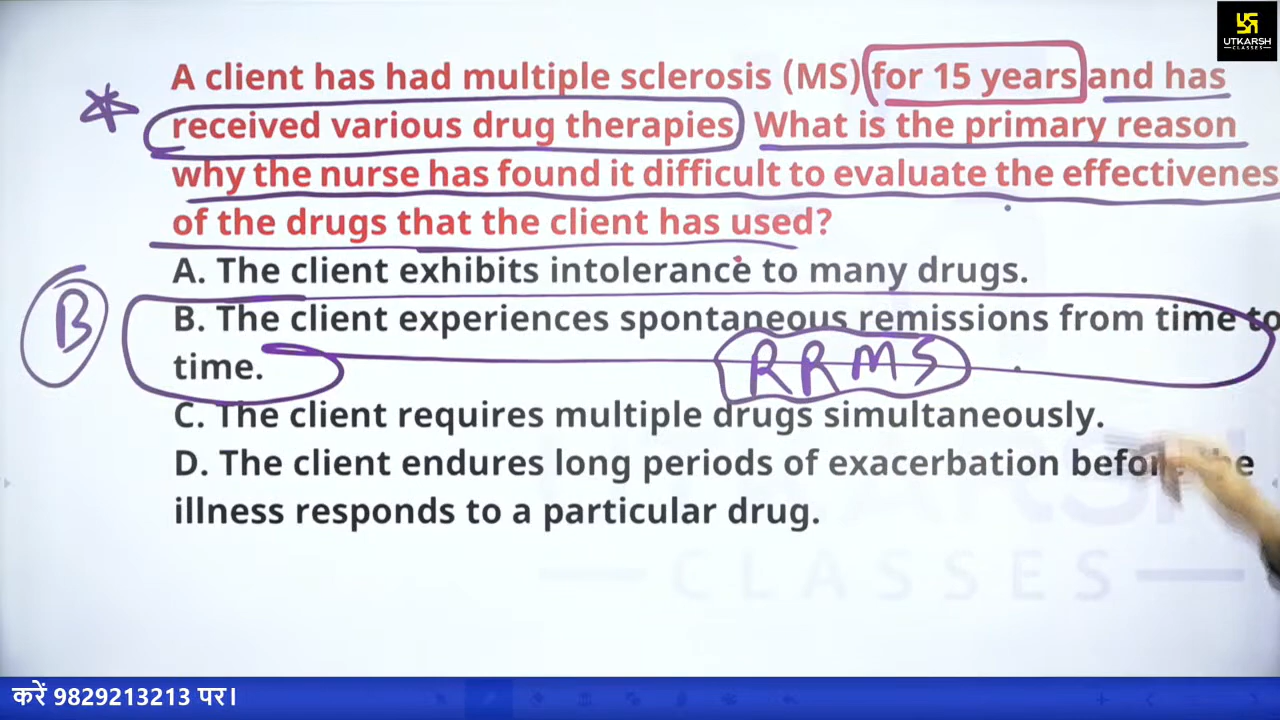 UTKARSH
CLASSES
A client has had multiple sclerosis (MS) for 15 years and has
received various drug therapies What is the primary reason
why the nurse has found it difficult to evaluate the effectivenes
of the drugs that the client has used?
A. The client exhibits intolerance to many drugs.
B. The client experiences spontaneous remissions from time to
B
time.
RRMS
C. The client requires multiple drugs simultaneously.
D. The client endures long periods of exacerbation before the
illness responds to a particular drug.
CLASSES
करें 9829213213 पर।